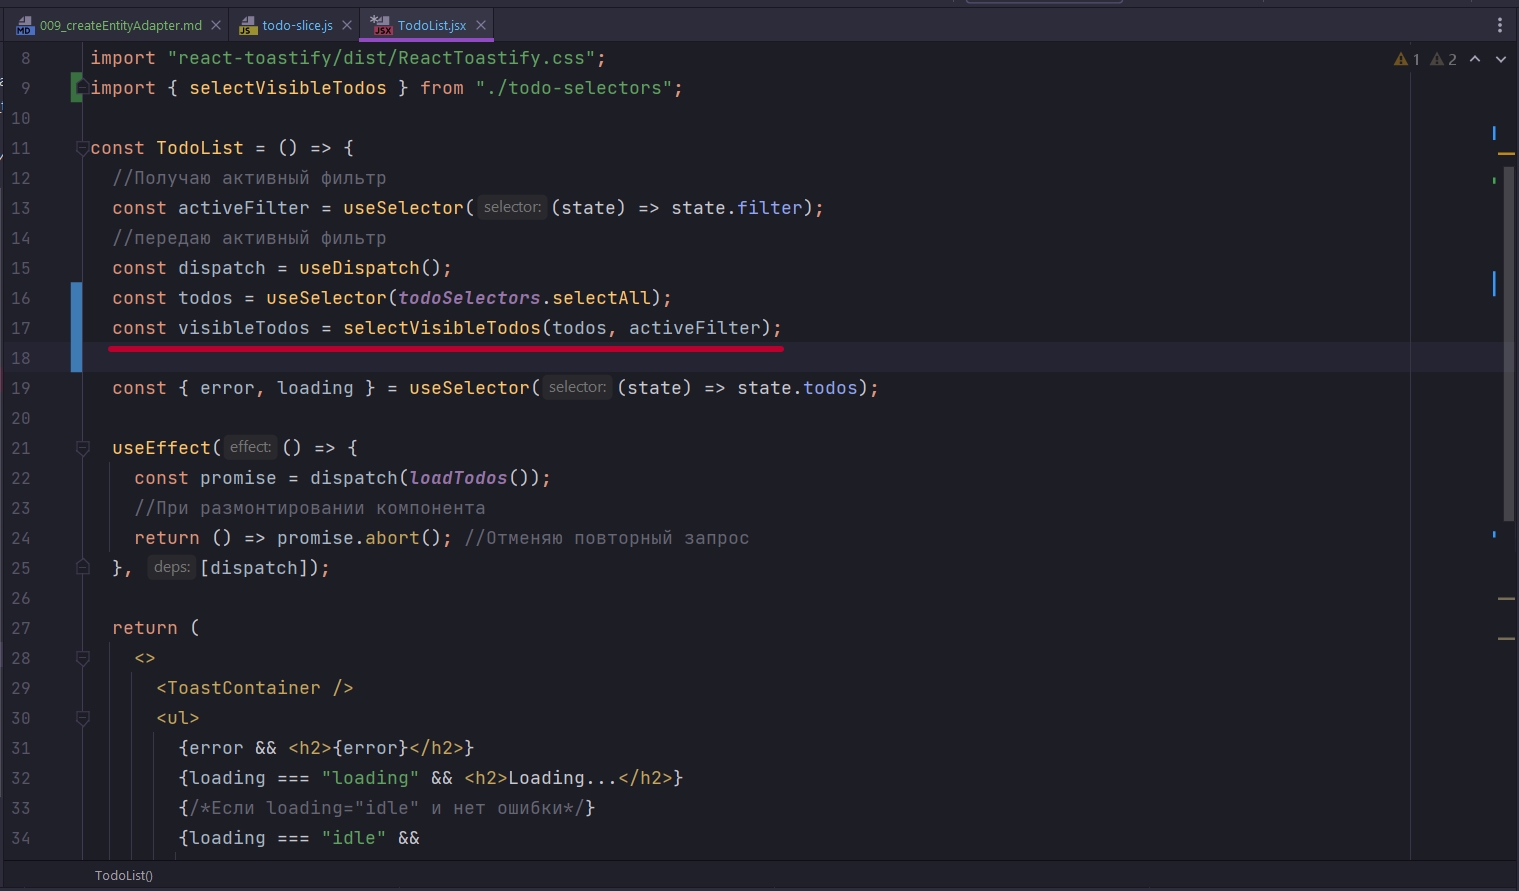 009_createEntityAdapter.md
todo-slice.js
TodoList.jsx
8 import "react-toastify/dist/ReactToastify.css";
1 2
9 import { selectVisibleTodos } from "./todo-selectors";
10
11 const TodoList = () => {
12 //Получаю активный фильтр
13 const activeFilter = useSelector( selector: (state) => state.filter);
14 //передаю активный фильтр
15 const dispatch = useDispatch();
16 const todos = useSelector(todoSelectors.selectAll);
17 const visibleTodos = selectVisibleTodos(todos, activeFilter);
18
19 const { error, loading } = useSelector( selector: (state) => state.todos);
20
21 useEffect( effect: () => {
22 const promise = dispatch(loadTodos());
23 //При размонтировании компонента
24 return () => promise.abort(); //Отменяю повторный запрос
25 }, deps: [dispatch]);
26
27 return (
28 <>
29 <ToastContainer />
30 <ul>
31 {error && <h2>{error}</h2>}
32 {loading === "loading" && <h2>Loading...</h2>}
33 {/*Если loading="idle" и нет ошибки*/}
34 {loading === "idle" &&
TodoList()